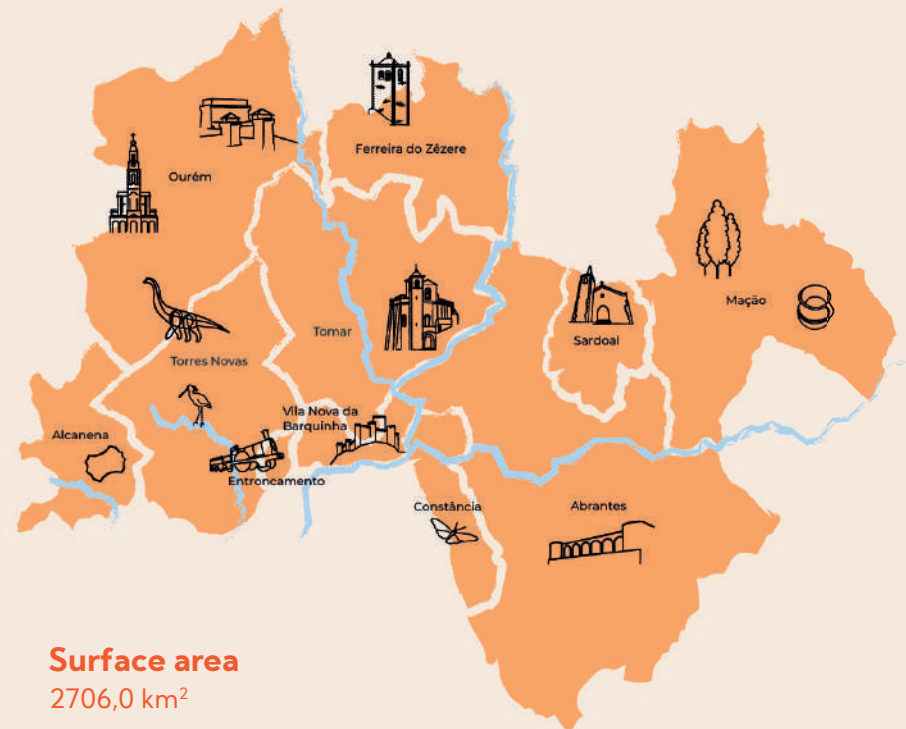 Ferreira do Zêzere
Ourém
Mação
Tomar
Sardoal
Torres Novas
Vila Nova da
Barquinha
Alcanena
Entroncamento
Constância
Abrantes
Surface area
2706,0 km²